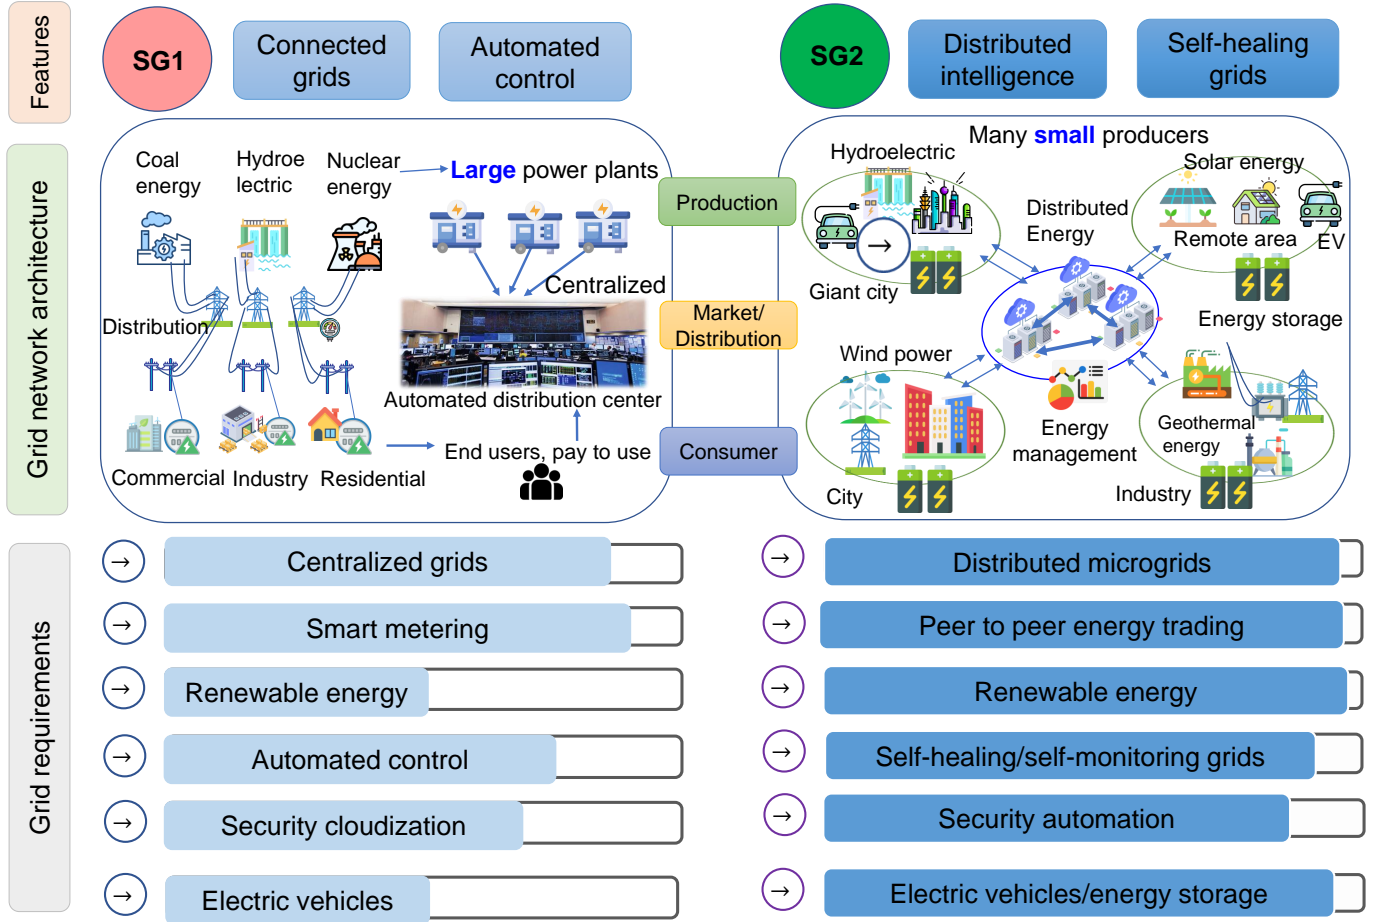 Features
SG1
Connected
grids
Automated
control
SG2
Distributed
intelligence
Self-healing
grids
Grid network architecture
Coal
energy
Hydroe
lectric
Nuclear
energy
Large power plants
Centralized
Distribution
Automated distribution center
Commercial
Industry
Residential
End users, pay to use
Production
Market/
Distribution
Consumer
Many small producers
Hydroelectric
→
Giant city
Distributed
Energy
Solar energy
Remote area
EV
Energy storage
Wind power
City
Energy
management
Geothermal
energy
Industry
Grid requirements
→
Centralized grids
→
Smart metering
→
Renewable energy
→
Automated control
→
Security cloudization
→
Electric vehicles
→
Distributed microgrids
→
Peer to peer energy trading
→
Renewable energy
→
Self-healing/self-monitoring grids
→
Security automation
→
Electric vehicles/energy storage